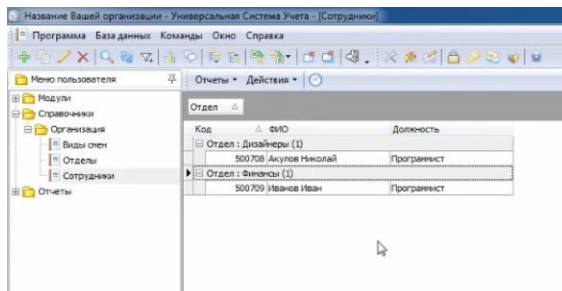 Название Вашей организации - Универсальная Система Учета - [Сотрудники]
Программа База данных Команды Окно Справка
Меню пользователя
Отчеты Действия
Модули
Справочники
Организация
Виды смен
Отделы
Сотрудники
Отчеты
Отдел
Код ФИО Должность
Отдел : Дизайнеры (1)
500708 Акулов Николай Программист
Отдел : Финансы (1)
500709 Иванов Иван Программист